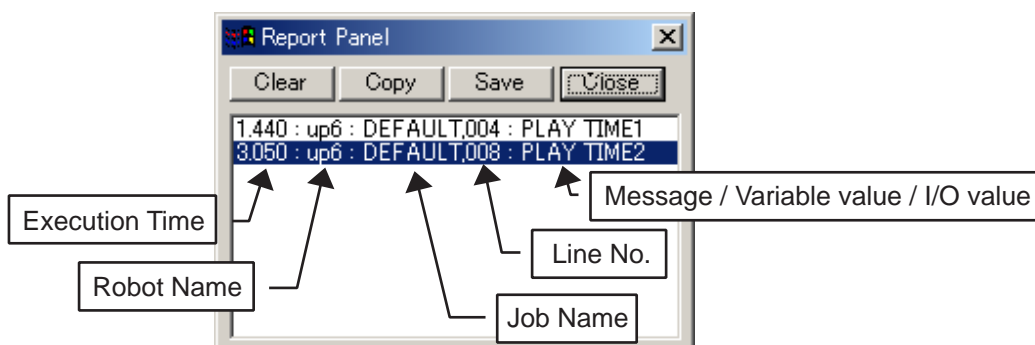 Report Panel
Clear Copy Save Close
1.440 : up6 : DEFAULT,004 : PLAY TIME1
3.050 : up6 : DEFAULT,008 : PLAY TIME2
Message / Variable value / I/O value
Execution Time
Line No.
Robot Name
Job Name